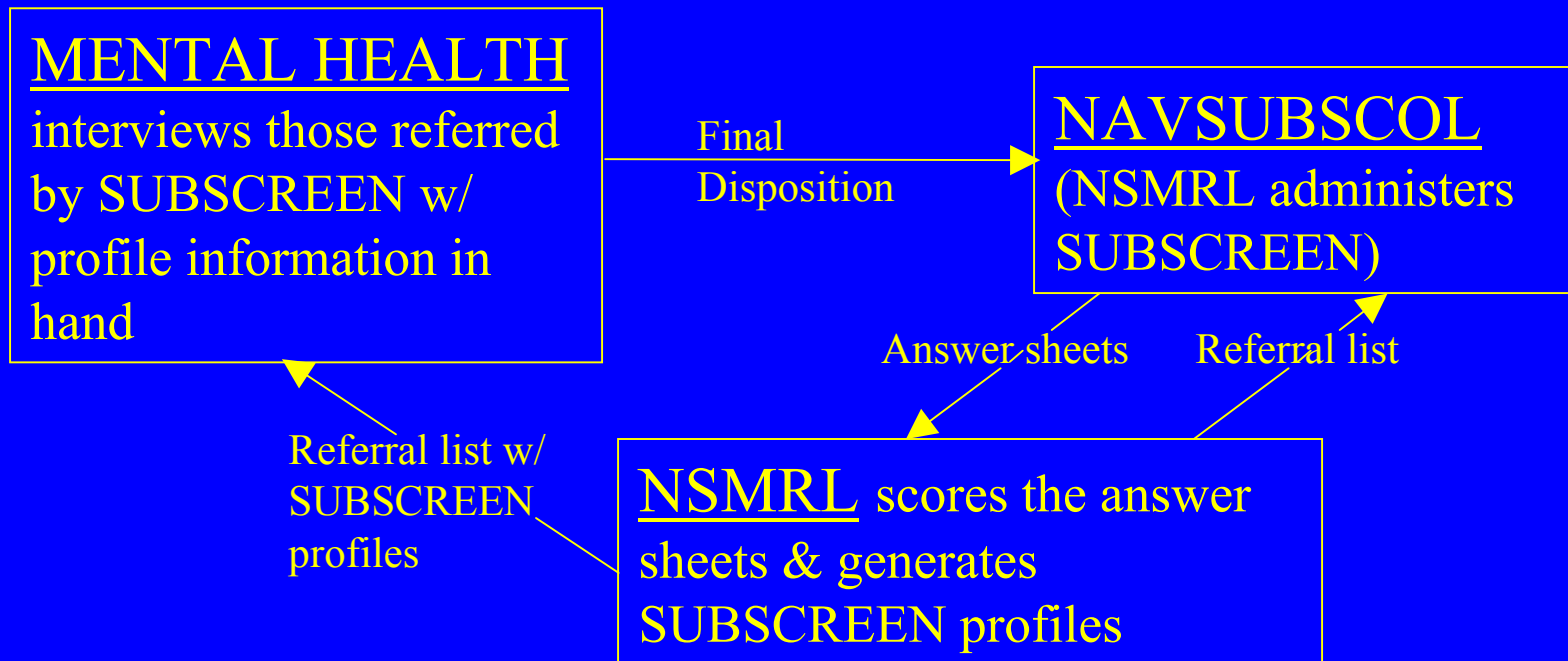 MENTAL HEALTH
interviews those referred
by SUBSCREEN w/
profile information in
hand
Final
Disposition
NAVSUBSCOL
(NSMRL administers
SUBSCREEN)
Answer sheets
Referral list
Referral list w/
SUBSCREEN
profiles
NSMRL scores the answer
sheets & generates
SUBSCREEN profiles